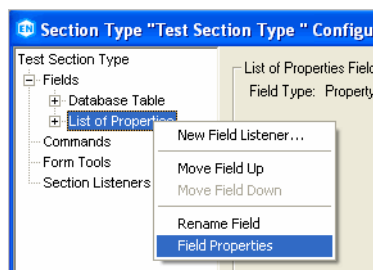 EN Section Type "Test Section Type " Configu
Test Section Type
Fields
Database Table
List of Properties
Commands
Form Tools
Section Listeners
List of Properties Field
Field Type: Property
New Field Listener...
Move Field Up
Move Field Down
Rename Field
Field Properties